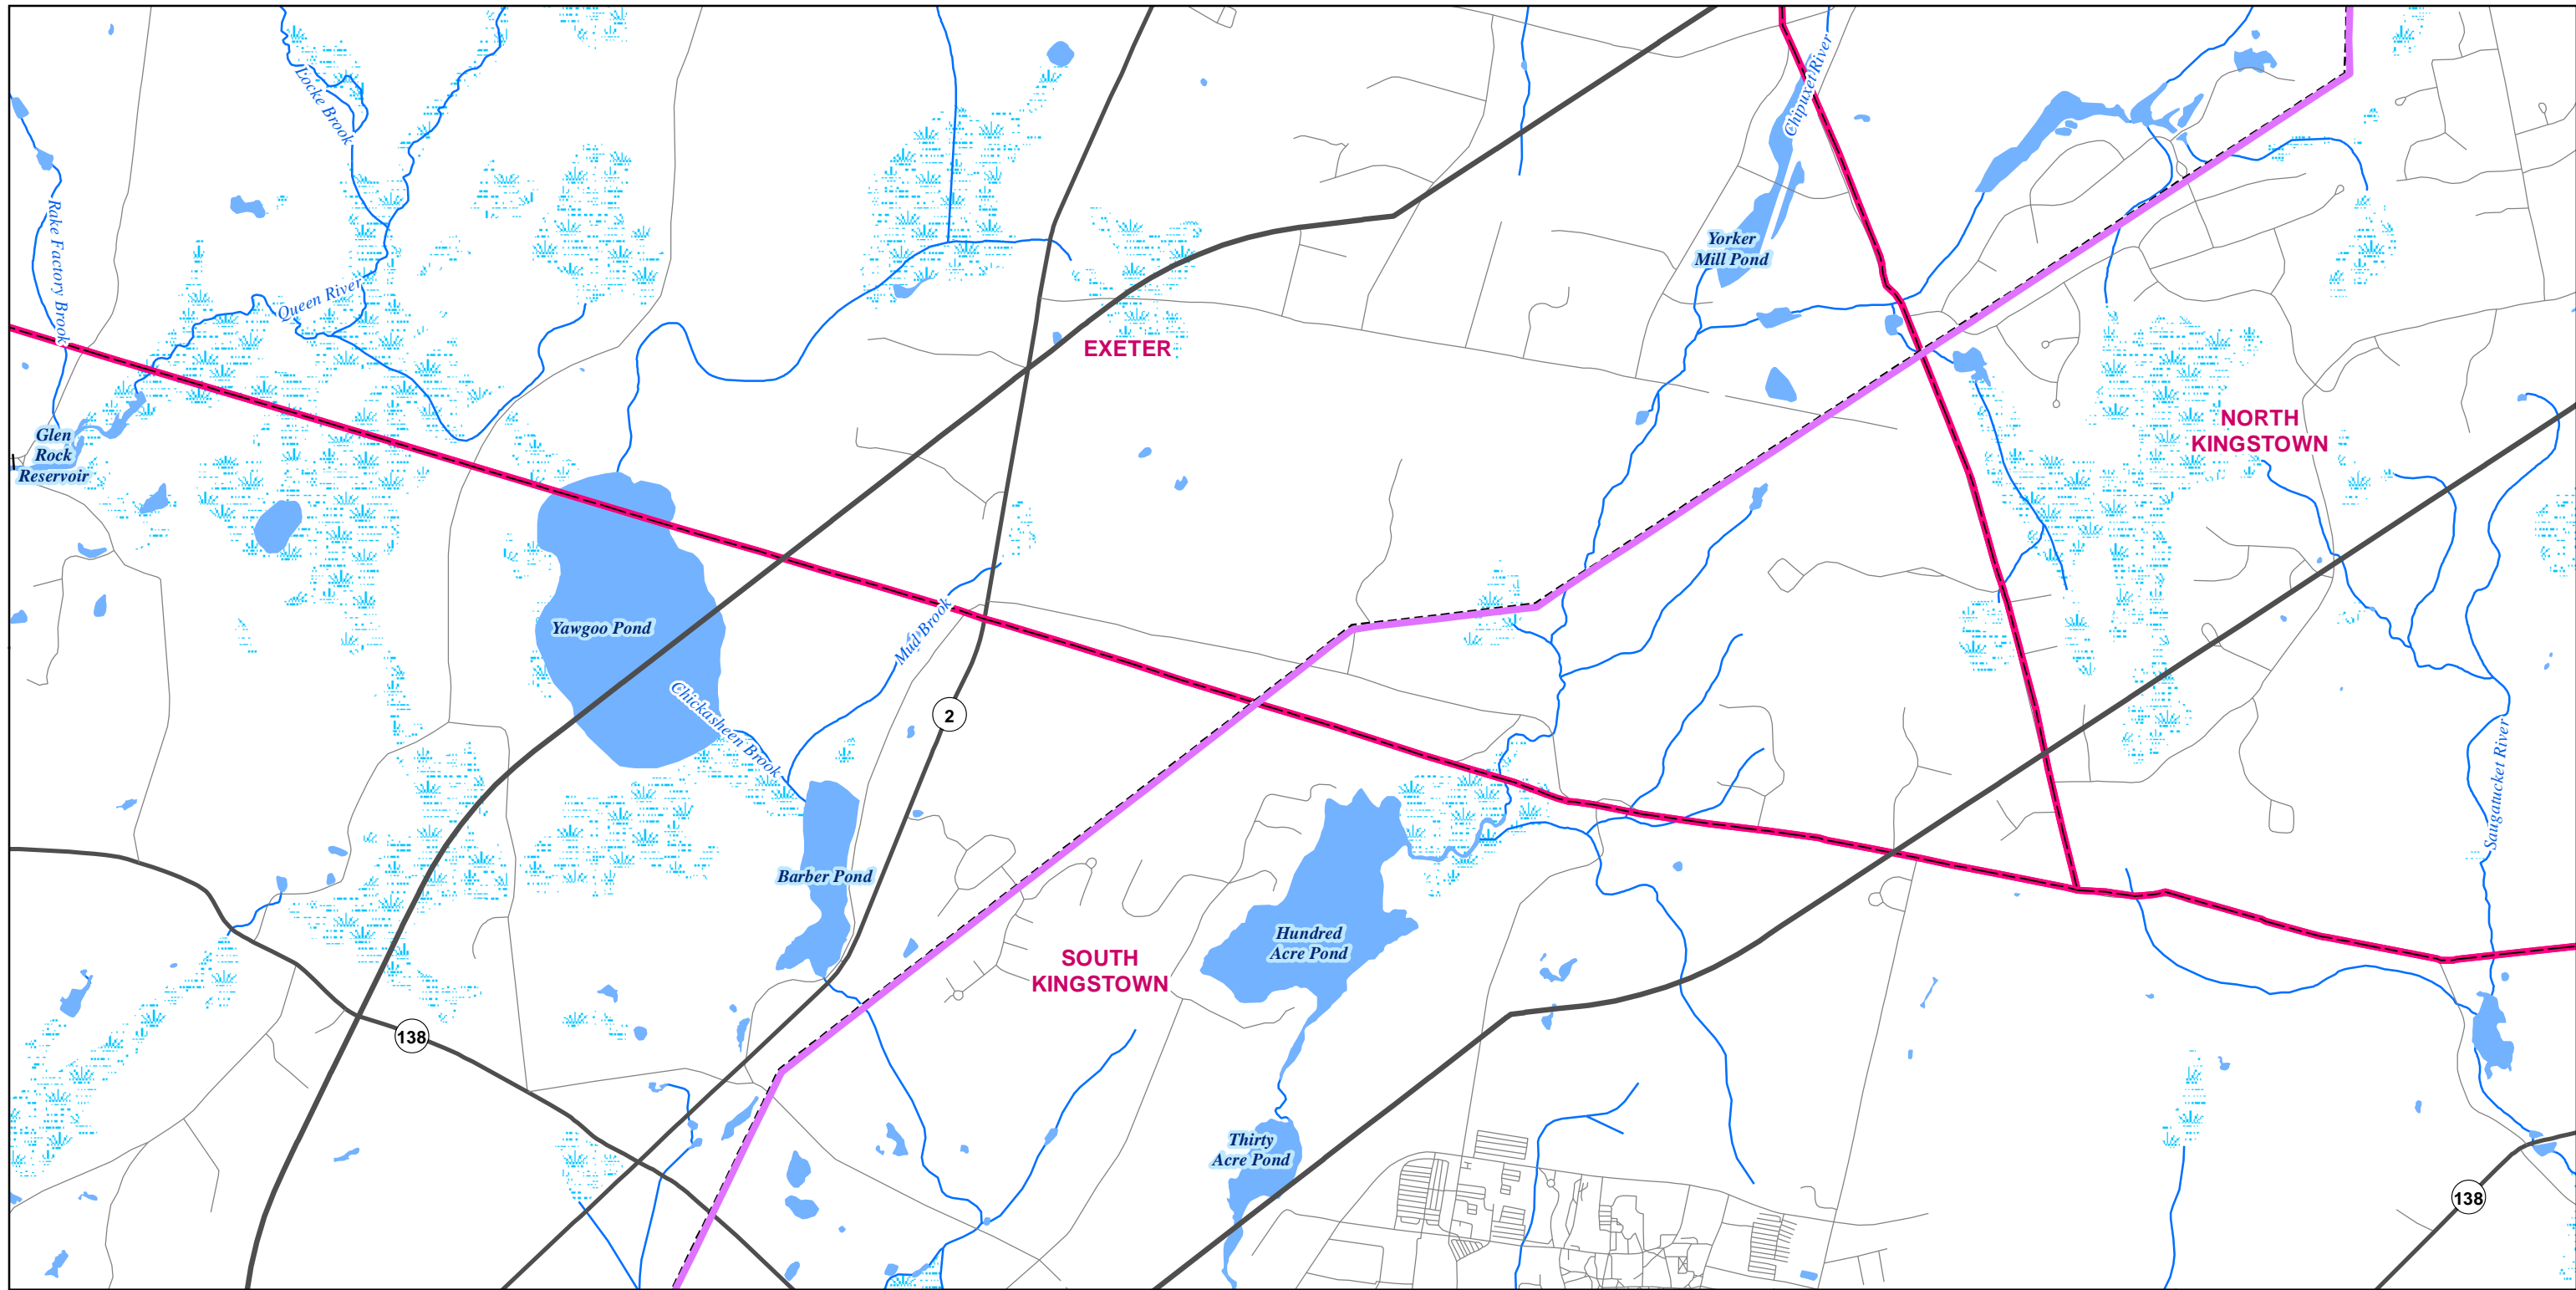 Locke Brook
Chipuxet River
Rake Factory Brook
Queen River
Yorker
Mill Pond
EXETER
NORTH
KINGSTOWN
Glen
Rock
Reservoir
Yawgoo Pond
Mud Brook
Chickasheen Brook
2
Saugatucket River
Barber Pond
Hundred
Acre Pond
SOUTH
KINGSTOWN
138
Thirty
Acre Pond
138